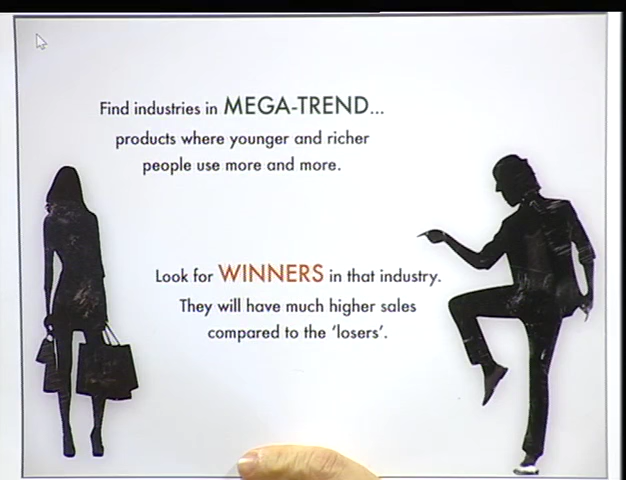 Find industries in MEGA-TREND...
products where younger and richer
people use more and more.
Look for WINNERS in that industry.
They will have much higher sales
compared to the 'losers'.